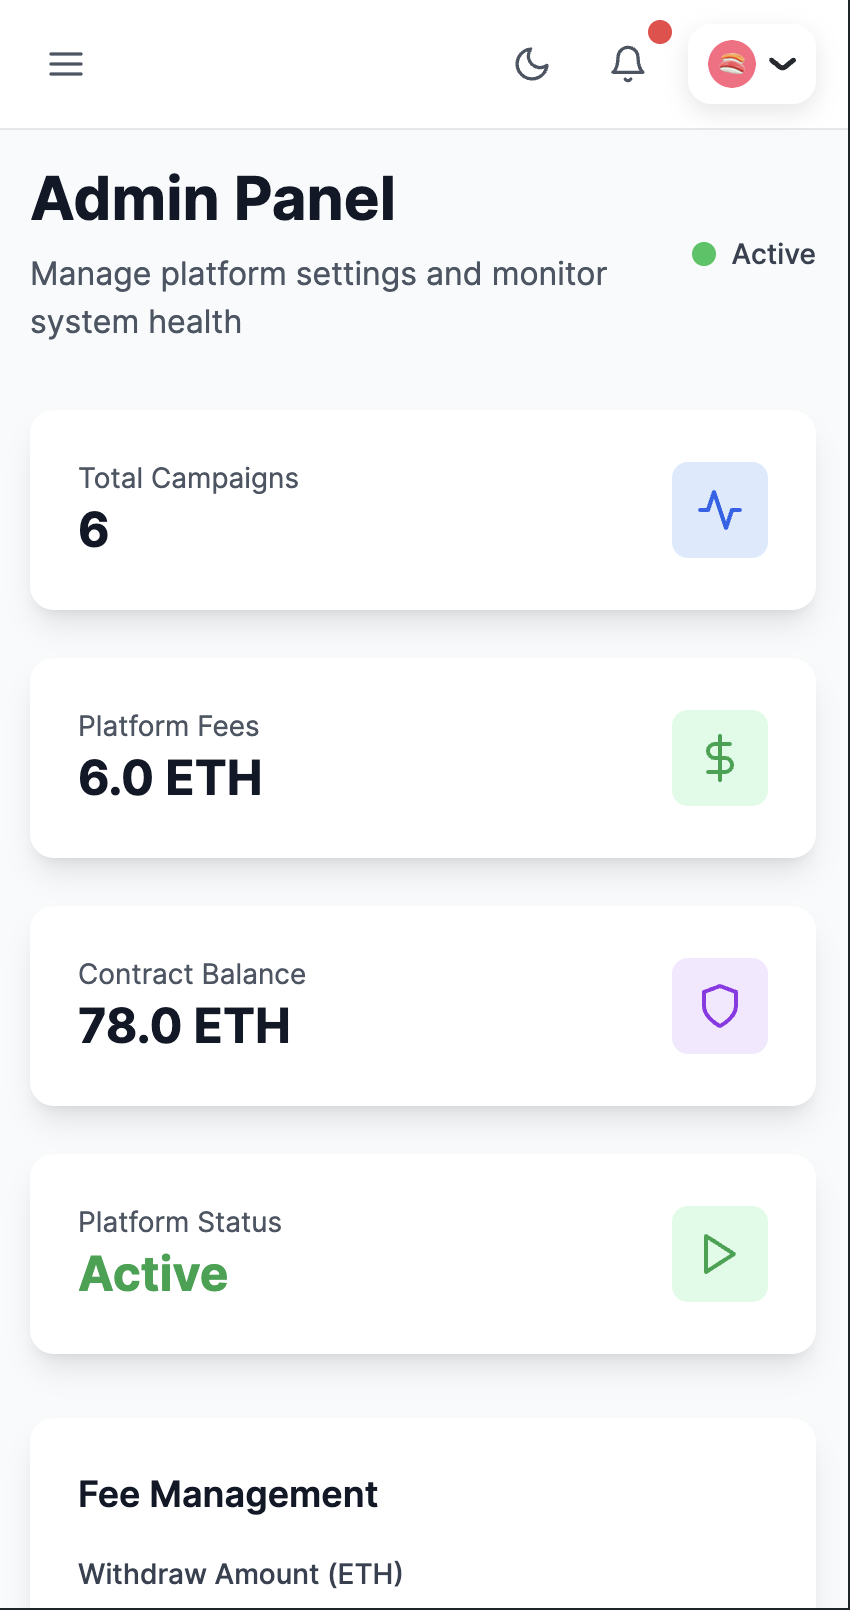 Admin Panel
Manage platform settings and monitor
system health
Active
Total Campaigns
6
Platform Fees
6.0 ETH
Contract Balance
78.0 ETH
Platform Status
Active
Fee Management
Withdraw Amount (ETH)